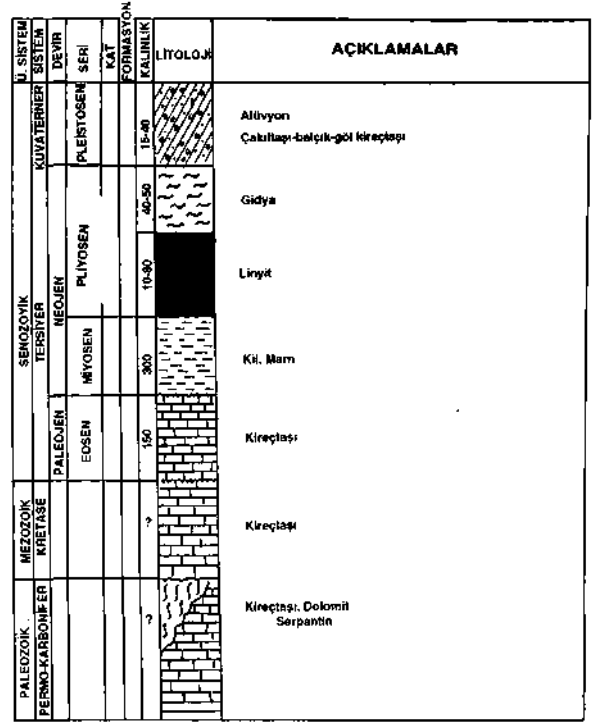 Ü. SİSTEM SİSTEM DEVİR SERİ KAT FORMASYON KALINLIK LİTOLOJİ AÇIKLAMALAR
SENOZOYİK
KUVATERNER
PLEİSTOSEN
15-40
Alüvyon
Çakıltaşı-balçık-göl kireçtaşı
TERSİYER
NEOJEN
PLİYOSEN
40-50
Gidya
10-90
Linyit
MİYOSEN
300
Kil, Marn
PALEOJEN
EOSEN
150
Kireçtaşı
MEZOZOİK
KRETASE
?
Kireçtaşı
PALEOZOİK
PERMO-KARBONİFER
?
Kireçtaşı, Dolomit
Serpantin